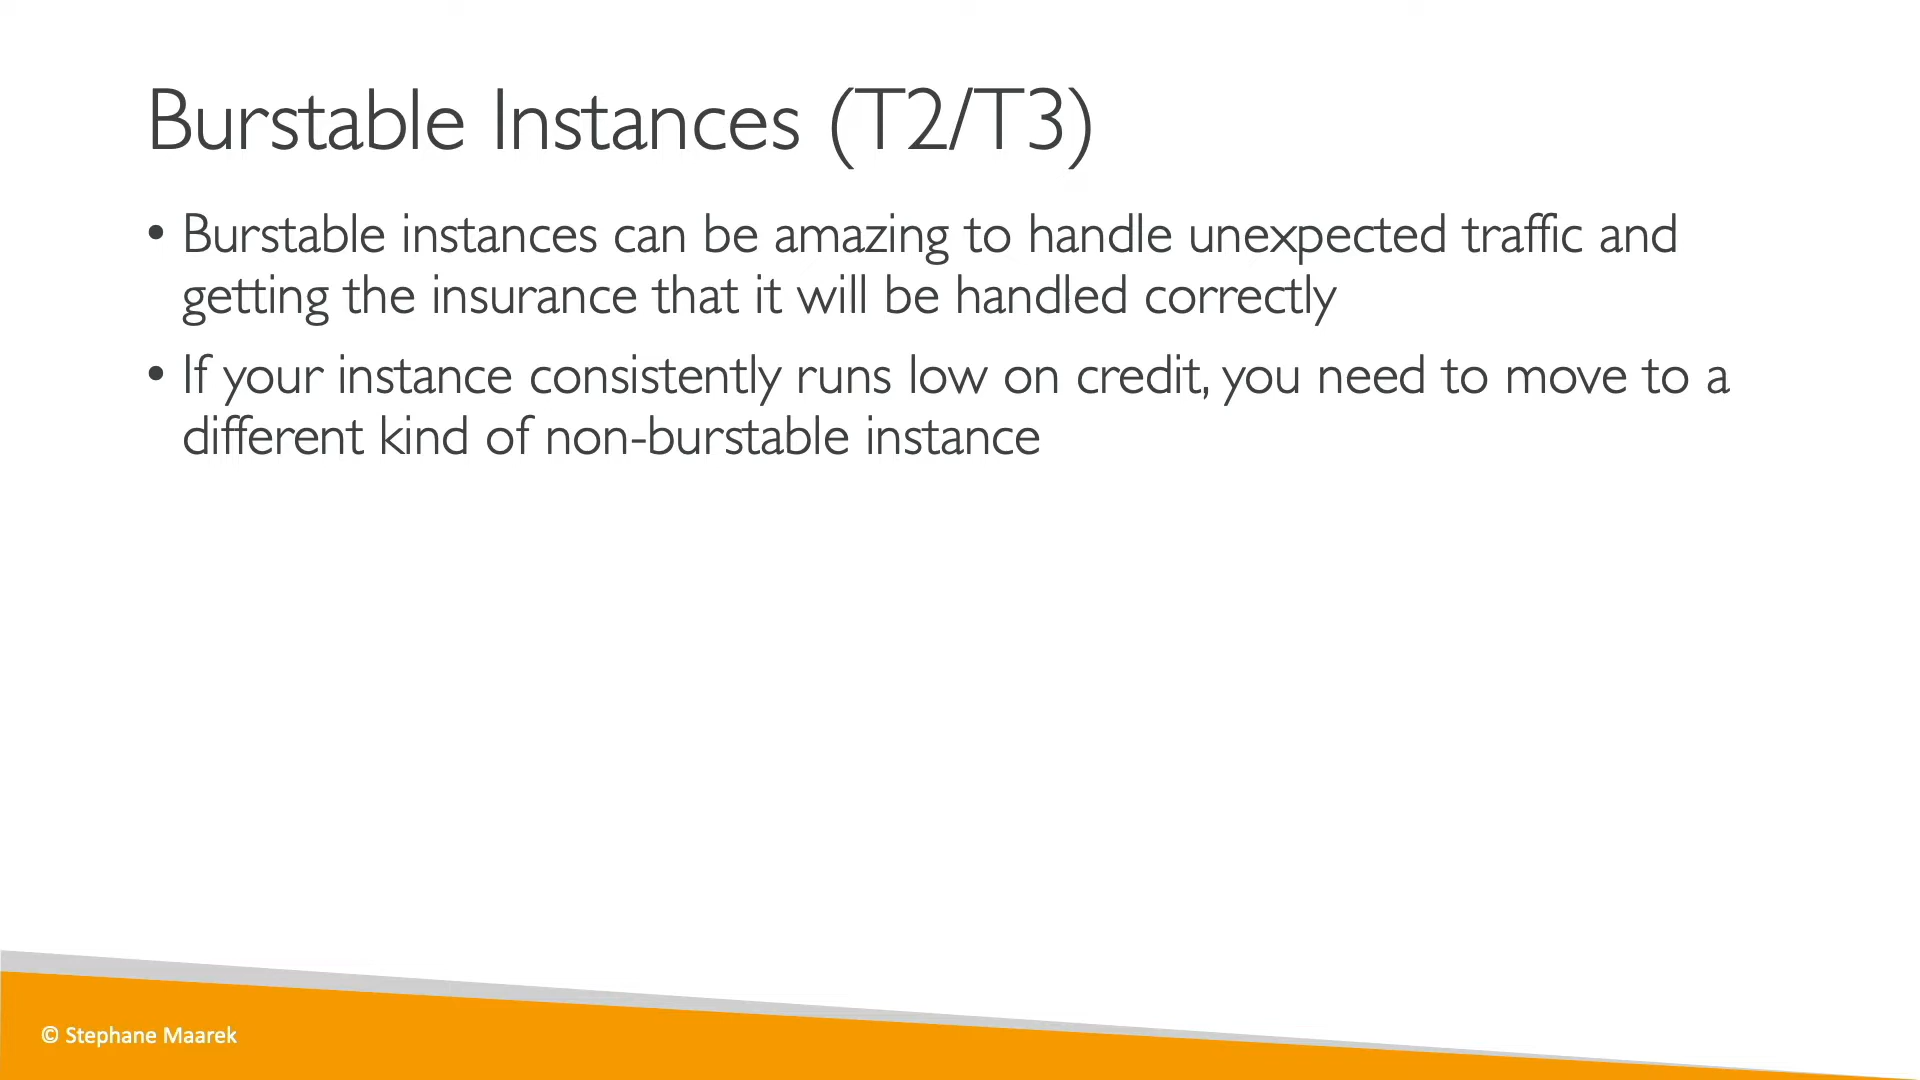 Burstable Instances (T2/T3)
• Burstable instances can be amazing to handle unexpected traffic and
getting the insurance that it will be handled correctly
• If your instance consistently runs low on credit, you need to move to a
different kind of non-burstable instance
© Stephane Maarek